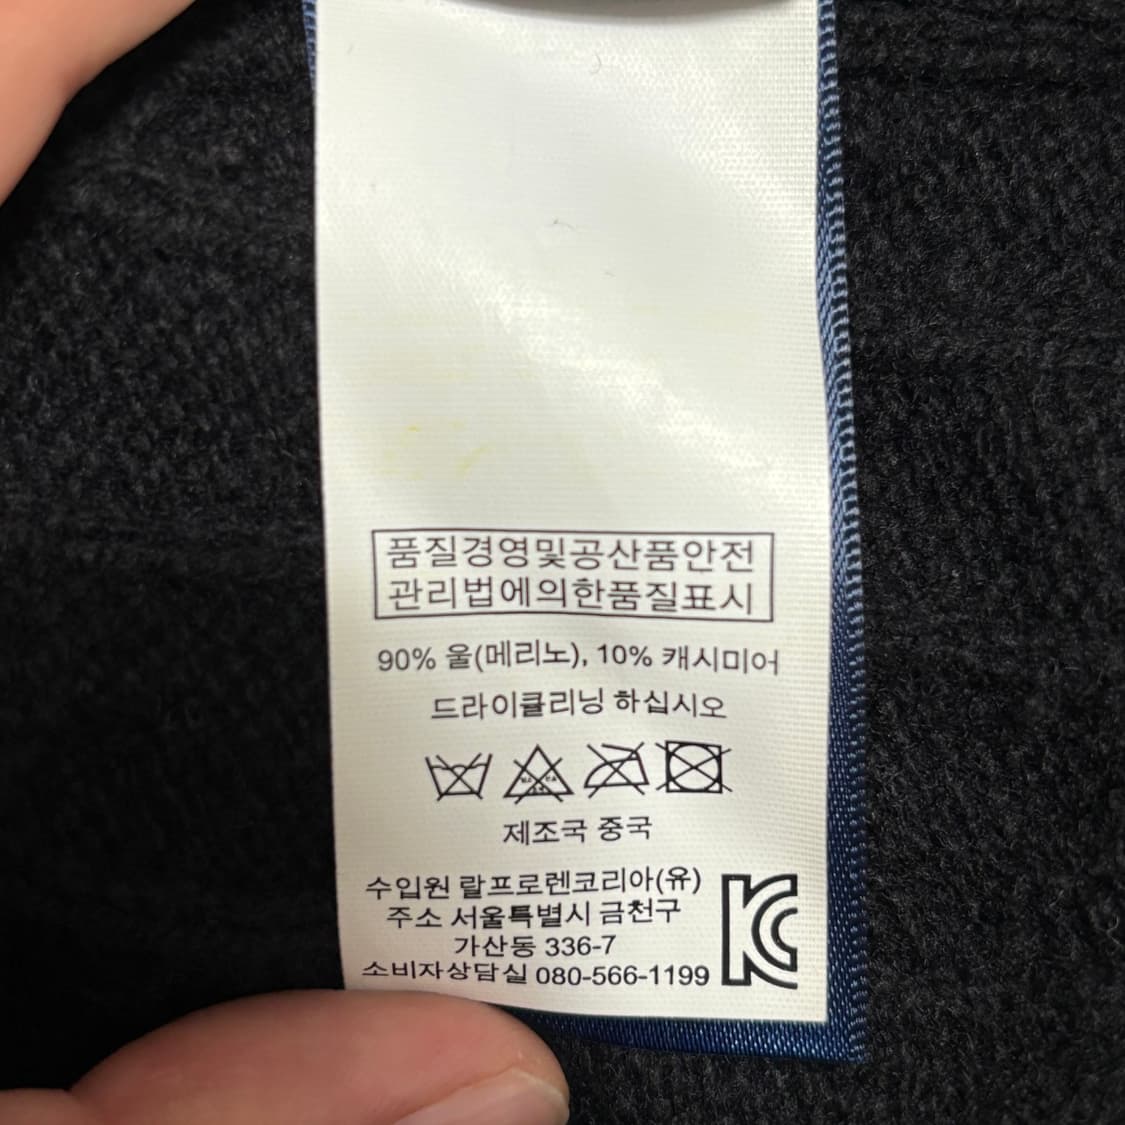 품질경영및공산품안전
관리법에의한품질표시
90% 울(메리노), 10% 캐시미어
드라이클리닝 하십시오
제조국 중국
수입원 랄프로렌코리아(유)
주소 서울특별시 금천구
가산동 336-7
소비자상담실 080-566-1199
KC